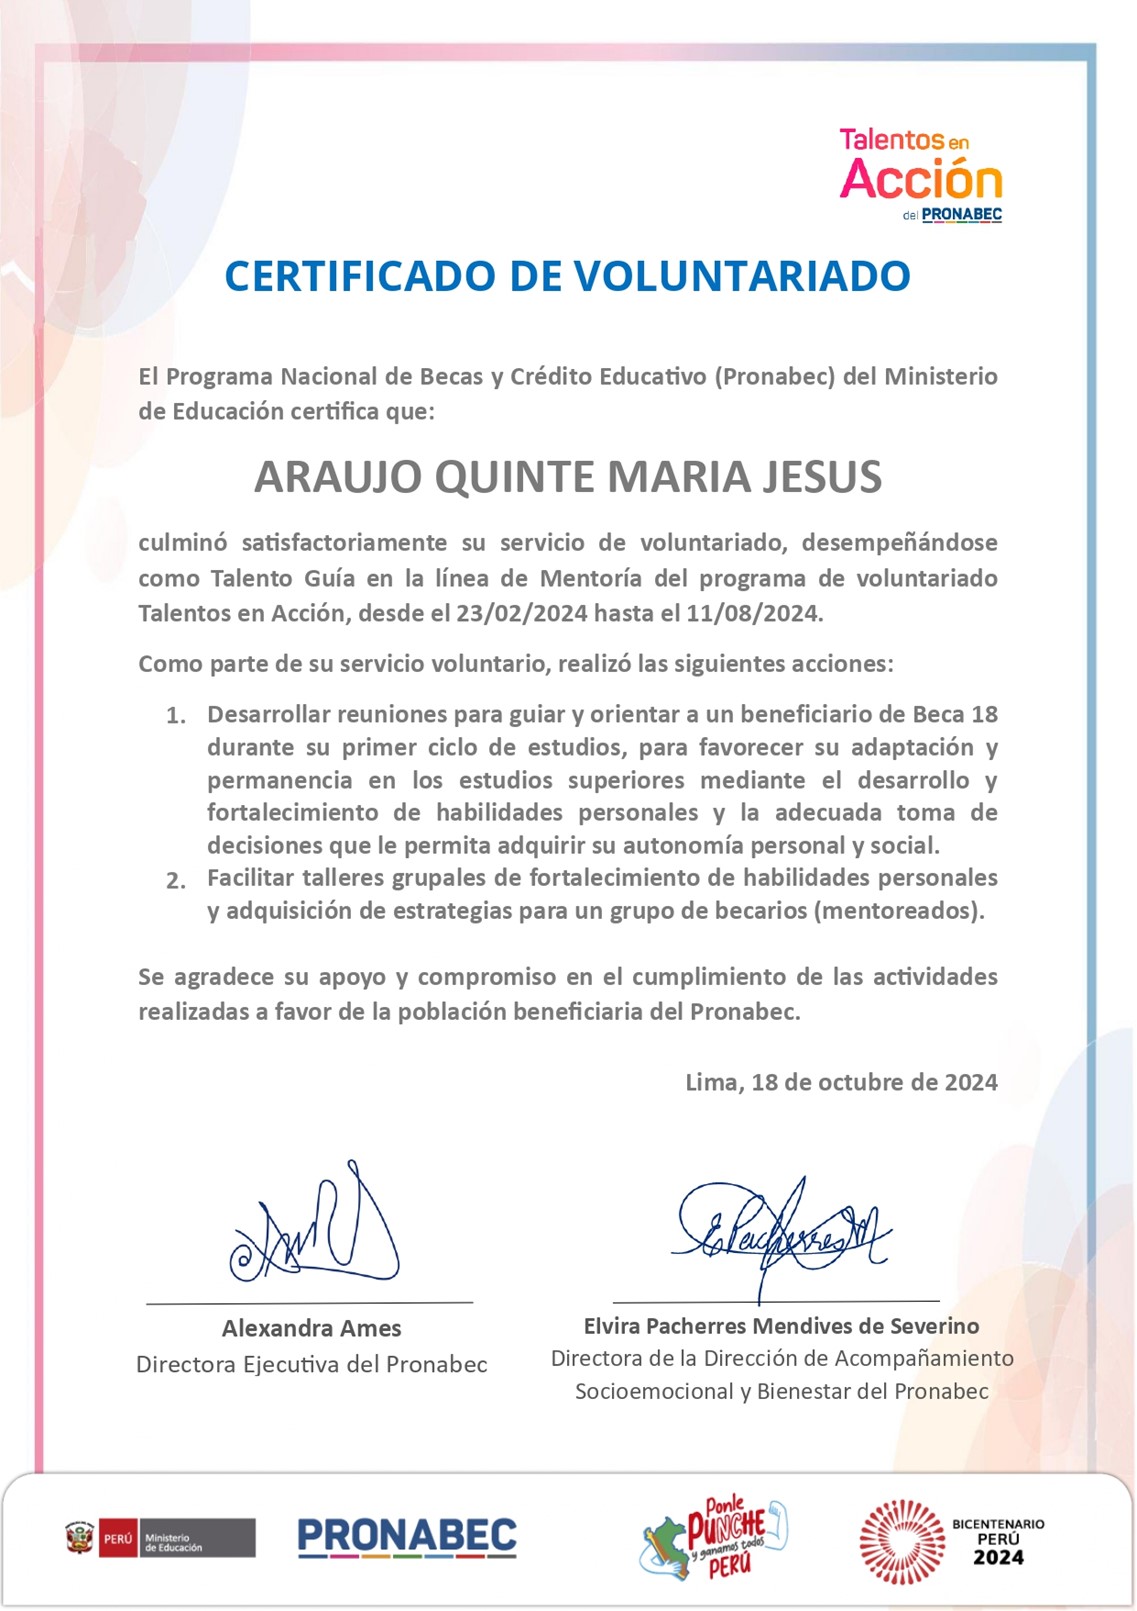 Talentos en
Acción
del PRONABEC
CERTIFICADO DE VOLUNTARIADO
El Programa Nacional de Becas y Crédito Educativo (Pronabec) del Ministerio
de Educación certifica que:
ARAUJO QUINTE MARIA JESUS
culminó satisfactoriamente su servicio de voluntariado, desempeñándose
como Talento Guía en la línea de Mentoría del programa de voluntariado
Talentos en Acción, desde el 23/02/2024 hasta el 11/08/2024.
Como parte de su servicio voluntario, realizó las siguientes acciones:
1. Desarrollar reuniones para guiar y orientar a un beneficiario de Beca 18
durante su primer ciclo de estudios, para favorecer su adaptación y
permanencia en los estudios superiores mediante el desarrollo y
fortalecimiento de habilidades personales y la adecuada toma de
decisiones que le permita adquirir su autonomía personal y social.
2. Facilitar talleres grupales de fortalecimiento de habilidades personales
y adquisición de estrategias para un grupo de becarios (mentoreados).
Se agradece su apoyo y compromiso en el cumplimiento de las actividades
realizadas a favor de la población beneficiaria del Pronabec.
Lima, 18 de octubre de 2024
EPacherresM
Alexandra Ames
Directora Ejecutiva del Pronabec
Elvira Pacherres Mendives de Severino
Directora de la Dirección de Acompañamiento
Socioemocional y Bienestar del Pronabec
PERÚ
Ministerio
de Educación
PRONABEC
Ponle
PUNCHE
y ganamos todos
PERÚ
BICENTENARIO
PERÚ
2024